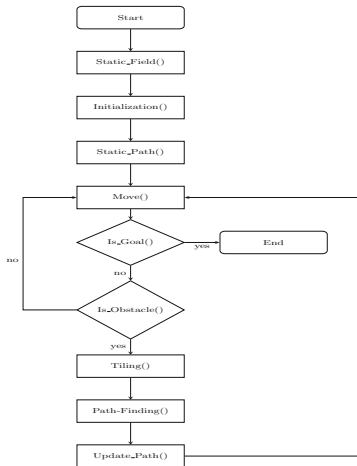 Start
Static_Field()
Initialization()
Static_Path()
Move()
Is_Goal()
yes
End
no
no
Is_Obstacle()
yes
Tiling()
Path-Finding()
Update_Path()